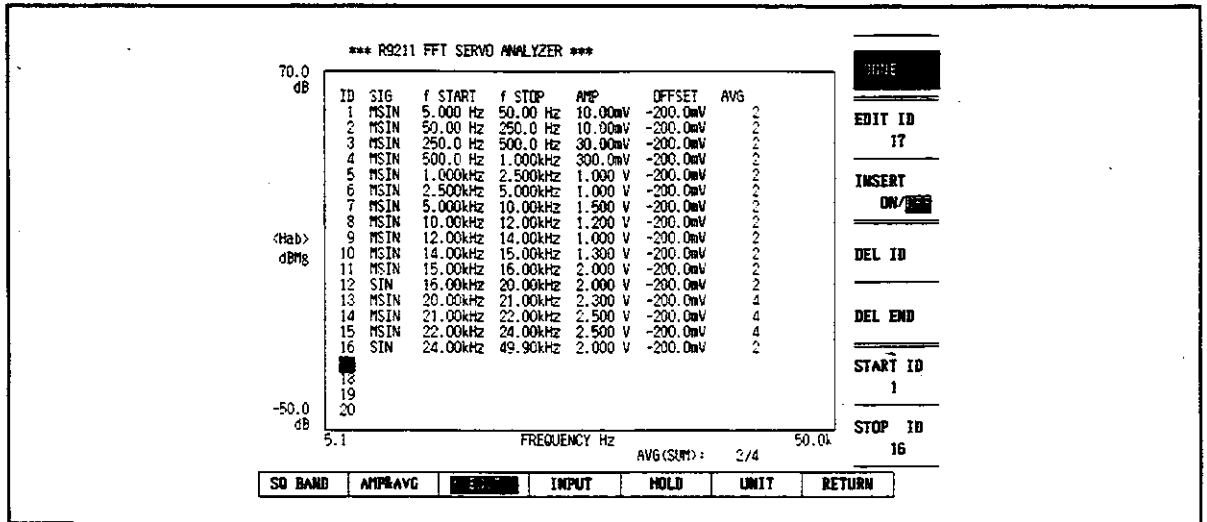 *** R9211 FFT SERVO ANALYZER ***
70.0
dB
ID SIG f START f STOP AMP OFFSET AVG
1 MSIN 5.000 Hz 50.00 Hz 10.00mV -200.0mV 2
2 MSIN 50.00 Hz 250.0 Hz 10.00mV -200.0mV 2
3 MSIN 250.0 Hz 500.0 Hz 30.00mV -200.0mV 2
4 MSIN 500.0 Hz 1.000kHz 300.0mV -200.0mV 2
5 MSIN 1.000kHz 2.500kHz 1.000 V -200.0mV 2
6 MSIN 2.500kHz 5.000kHz 1.000 V -200.0mV 2
7 MSIN 5.000kHz 10.00kHz 1.500 V -200.0mV 2
8 MSIN 10.00kHz 12.00kHz 1.200 V -200.0mV 2
9 MSIN 12.00kHz 14.00kHz 1.000 V -200.0mV 2
10 MSIN 14.00kHz 15.00kHz 1.300 V -200.0mV 2
11 MSIN 15.00kHz 16.00kHz 2.000 V -200.0mV 2
12 SIN 16.00kHz 20.00kHz 2.000 V -200.0mV 2
13 MSIN 20.00kHz 21.00kHz 2.300 V -200.0mV 4
14 MSIN 21.00kHz 22.00kHz 2.500 V -200.0mV 4
15 MSIN 22.00kHz 24.00kHz 2.500 V -200.0mV 4
16 SIN 24.00kHz 49.90kHz 2.000 V -200.0mV 2
18
19
20
<Hab>
dBMg
-50.0
dB
5.1 FREQUENCY Hz 50.0k
AVG(SUM): 2/4
DONE
EDIT ID
17
INSERT
ON/OFF
DEL ID
DEL END
START ID
1
STOP ID
16
SQ BAND AMP&AVG INPUT HOLD UNIT RETURN